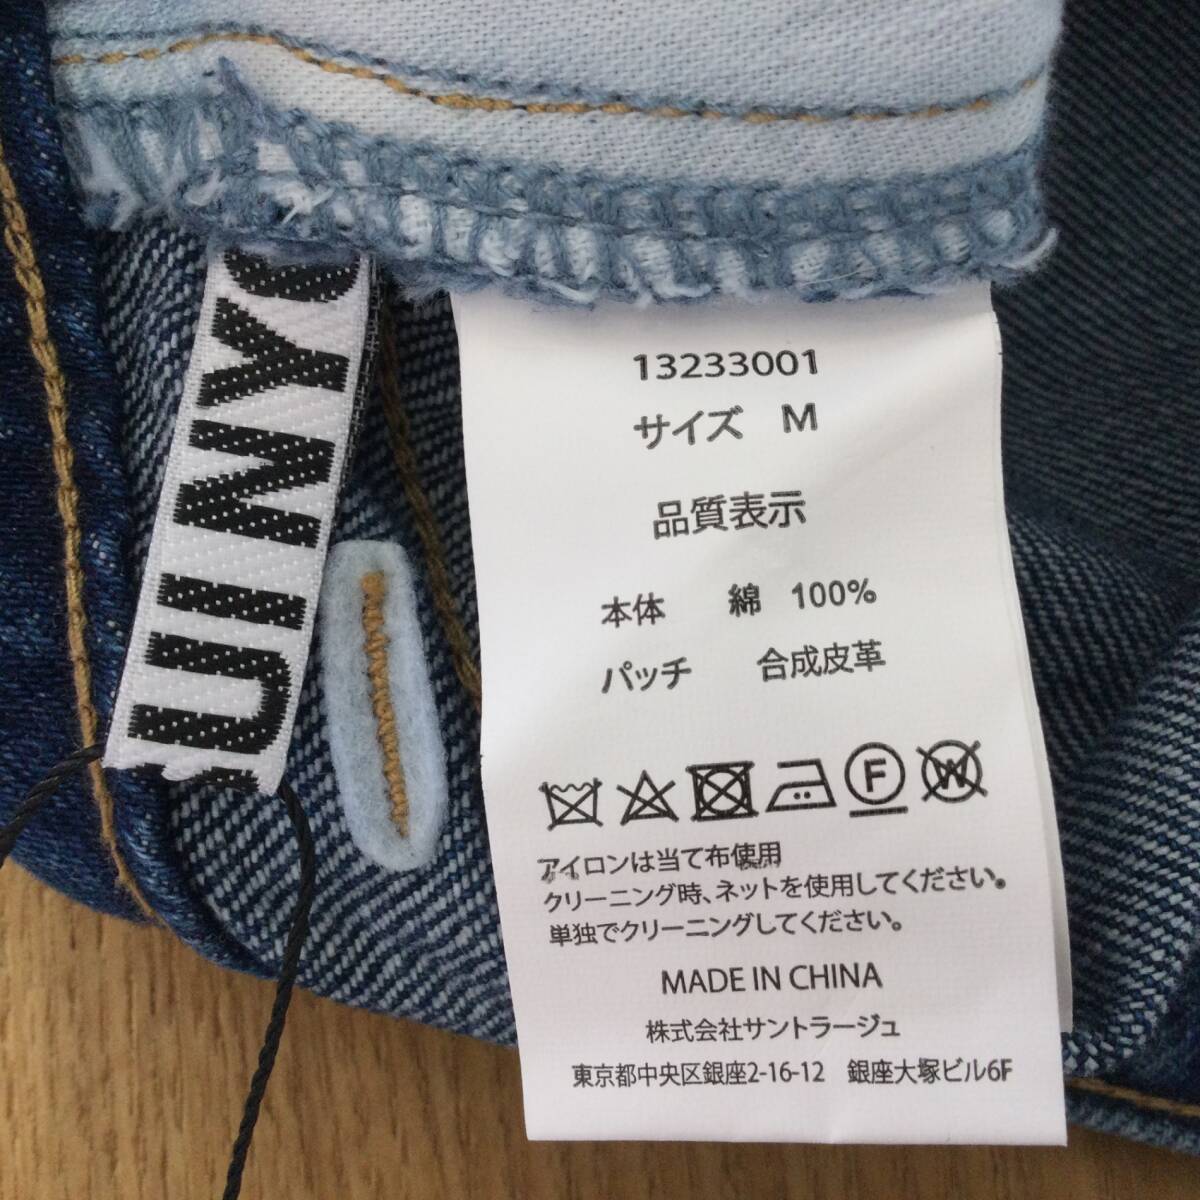 UI NYC
13233001
サイズ M
品質表示
本体 綿 100%
パッチ 合成皮革
F W
アイロンは当て布使用
クリーニング時、ネットを使用してください。
単独でクリーニングしてください。
MADE IN CHINA
株式会社サントラージュ
東京都中央区銀座2-16-12 銀座大塚ビル6F